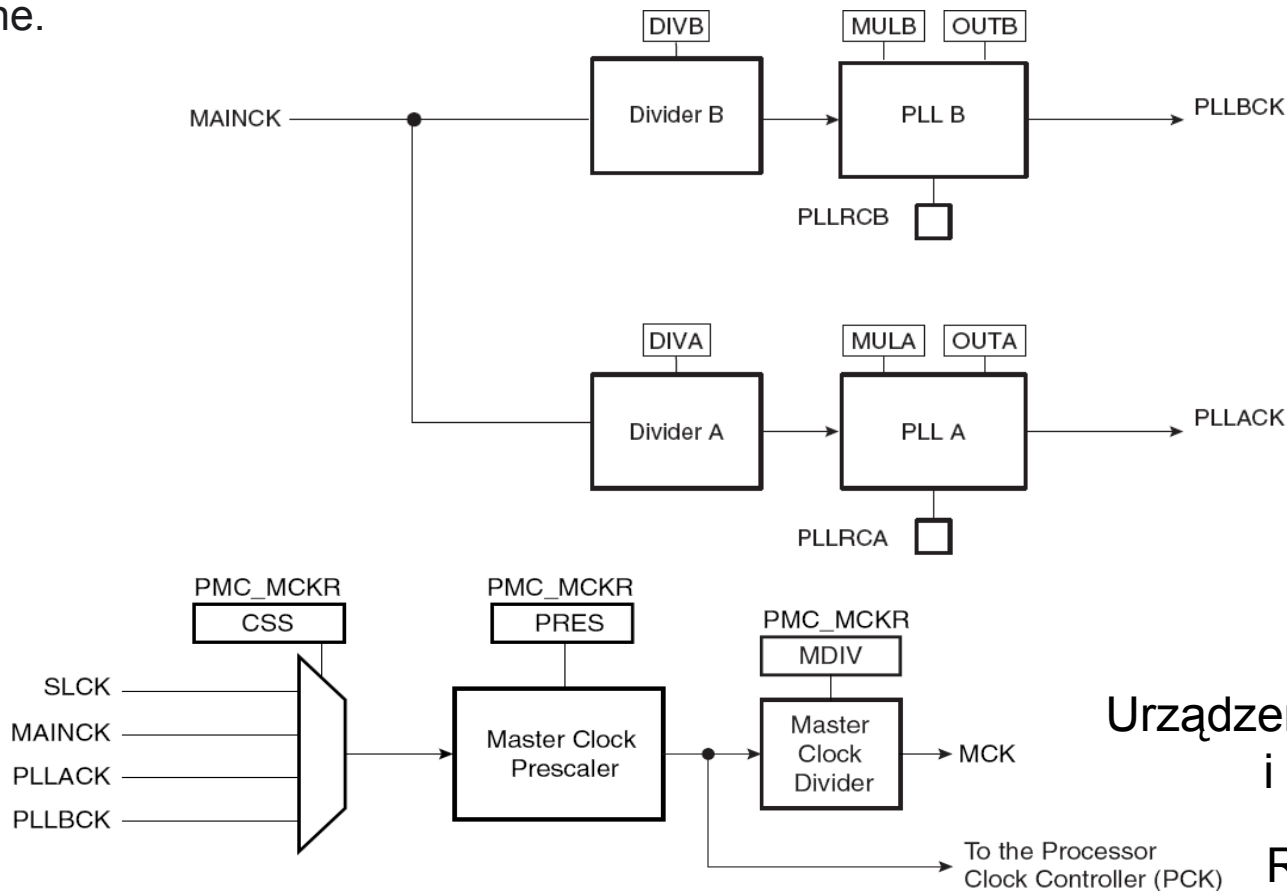 ne.
DIVB
MULB
OUTB
MAINCK
Divider B
PLL B
PLLBCK
PLLRCB
DIVA
MULA
OUTA
Divider A
PLL A
PLLACK
PLLRCA
PMC_MCKR
PMC_MCKR
CSS
PRES
PMC_MCKR
MDIV
SLCK
MAINCK
PLLACK
PLLBCK
Master Clock
Prescaler
Master
Clock
Divider
MCK
To the Processor
Clock Controller (PCK)
Urządze
i
R